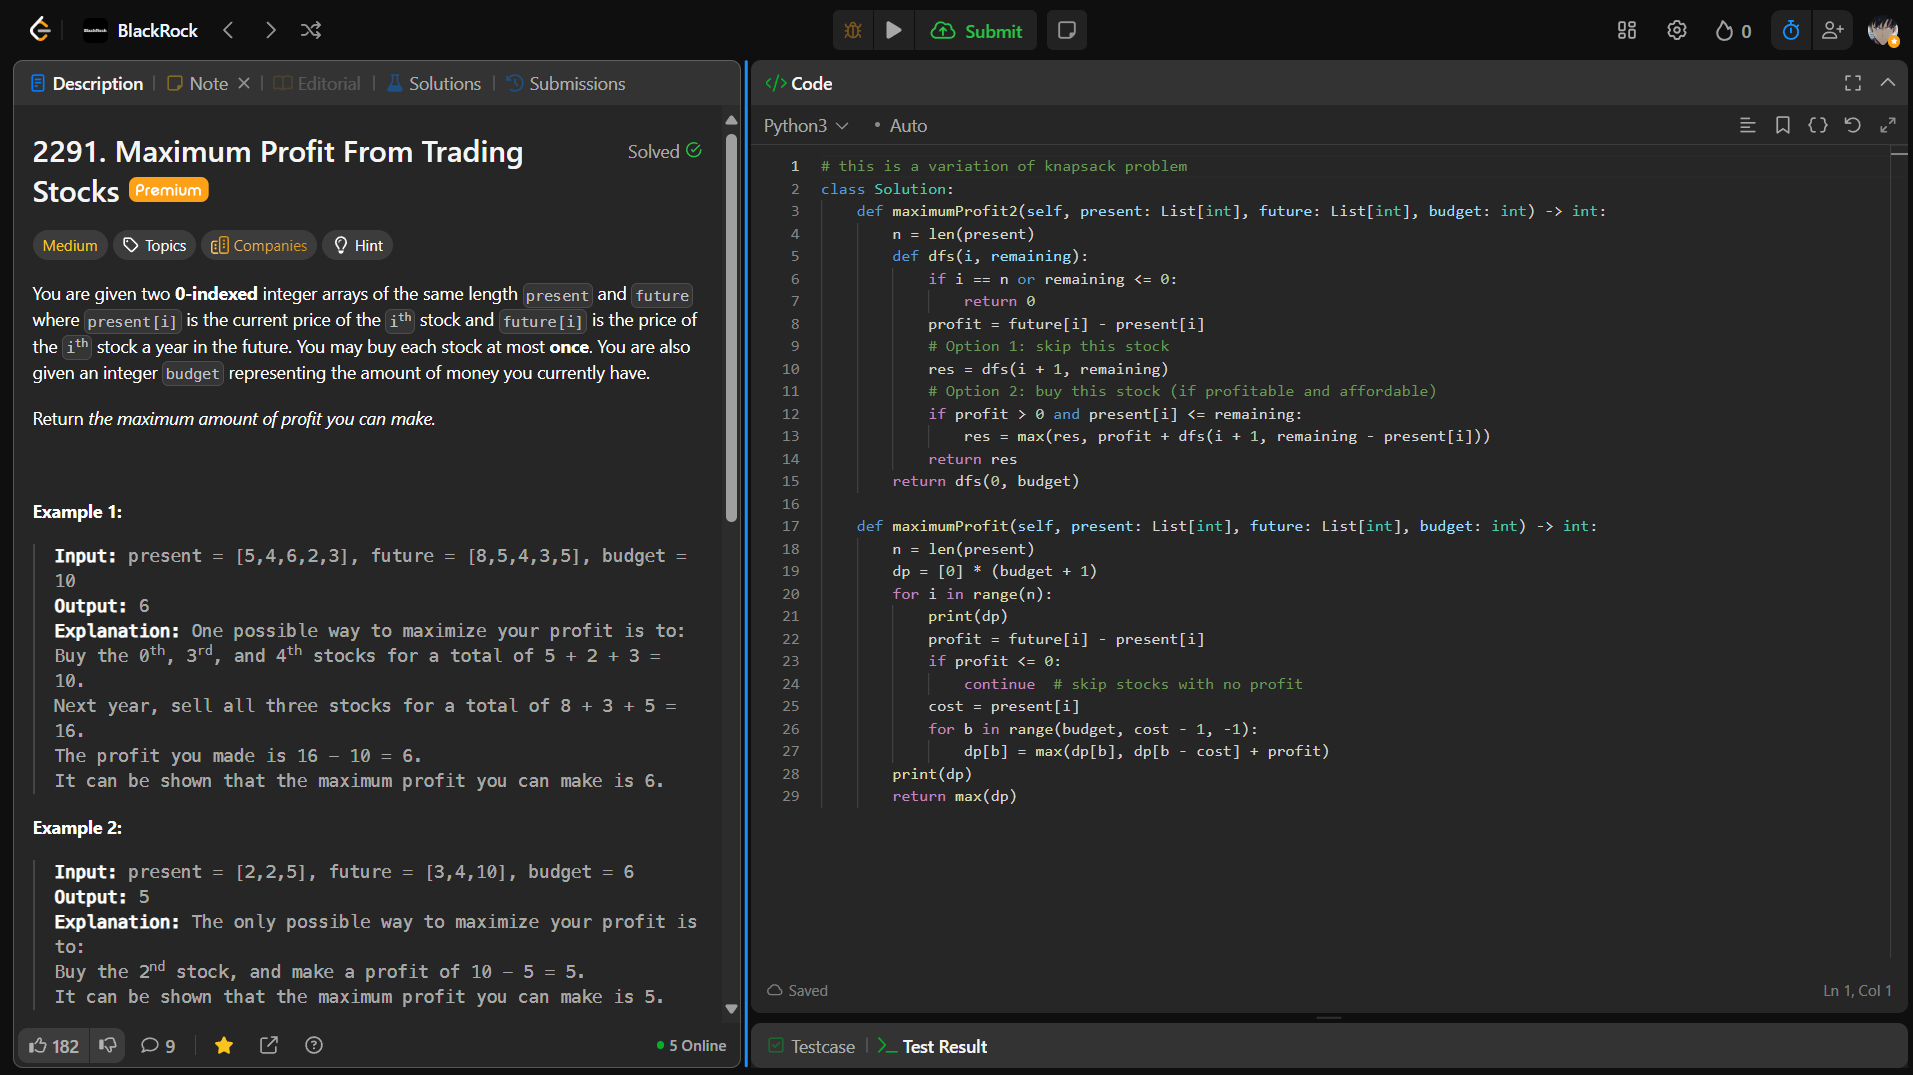 BlackRock
Submit
0
Description
Note
Editorial
Solutions
Submissions
2291. Maximum Profit From Trading
Stocks Premium
Solved
Medium
Topics
Companies
Hint
You are given two 0-indexed integer arrays of the same length present and future
where present[i] is the current price of the ith stock and future[i] is the price of
the ith stock a year in the future. You may buy each stock at most once. You are also
given an integer budget representing the amount of money you currently have.
Return the maximum amount of profit you can make.
Example 1:
Input: present = [5,4,6,2,3], future = [8,5,4,3,5], budget =
10
Output: 6
Explanation: One possible way to maximize your profit is to:
Buy the 0th, 3rd, and 4th stocks for a total of 5 + 2 + 3 =
10.
Next year, sell all three stocks for a total of 8 + 3 + 5 =
16.
The profit you made is 16 - 10 = 6.
It can be shown that the maximum profit you can make is 6.
Example 2:
Input: present = [2,2,5], future = [3,4,10], budget = 6
Output: 5
Explanation: The only possible way to maximize your profit is
to:
Buy the 2nd stock, and make a profit of 10 - 5 = 5.
It can be shown that the maximum profit you can make is 5.
182
9
5 Online
</> Code
Python3
• Auto
1 # this is a variation of knapsack problem
2 class Solution:
3     def maximumProfit2(self, present: List[int], future: List[int], budget: int) -> int:
4         n = len(present)
5         def dfs(i, remaining):
6             if i == n or remaining <= 0:
7                 return 0
8             profit = future[i] - present[i]
9             # Option 1: skip this stock
10             res = dfs(i + 1, remaining)
11             # Option 2: buy this stock (if profitable and affordable)
12             if profit > 0 and present[i] <= remaining:
13                 res = max(res, profit + dfs(i + 1, remaining - present[i]))
14             return res
15         return dfs(0, budget)
16
17     def maximumProfit(self, present: List[int], future: List[int], budget: int) -> int:
18         n = len(present)
19         dp = [0] * (budget + 1)
20         for i in range(n):
21             print(dp)
22             profit = future[i] - present[i]
23             if profit <= 0:
24                 continue  # skip stocks with no profit
25             cost = present[i]
26             for b in range(budget, cost - 1, -1):
27                 dp[b] = max(dp[b], dp[b - cost] + profit)
28         print(dp)
29         return max(dp)
Saved
Ln 1, Col 1
Testcase
Test Result